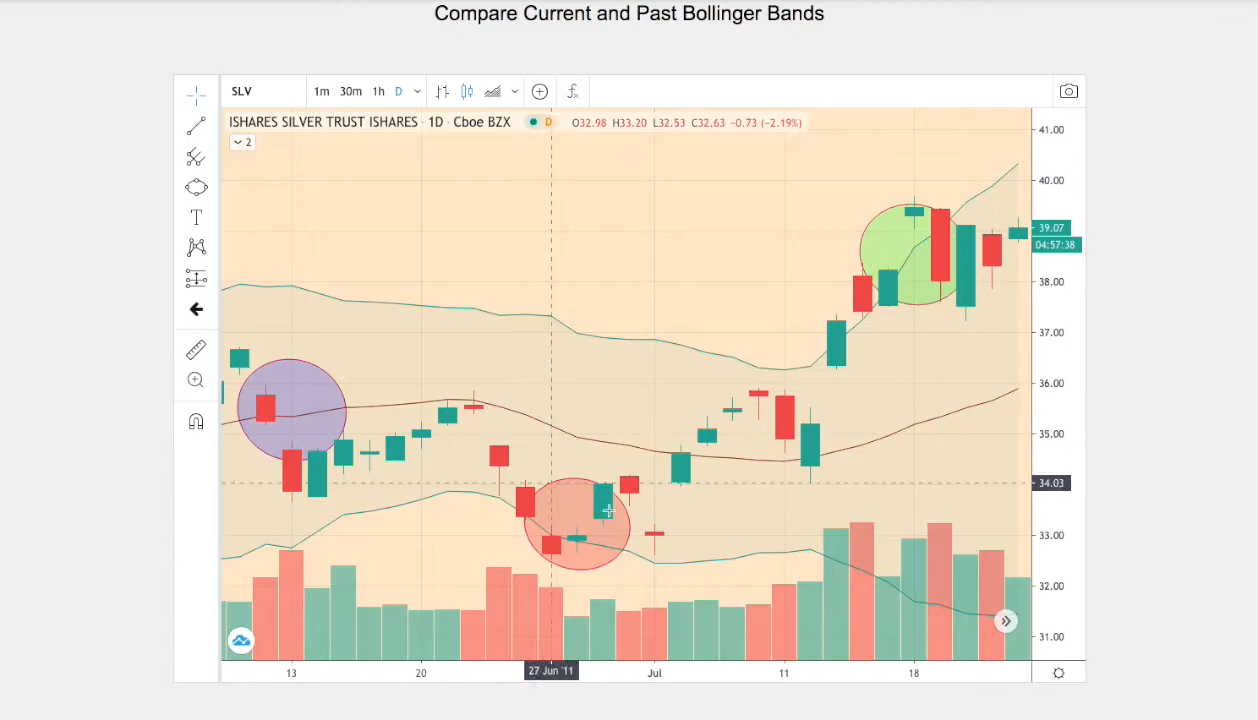 Compare Current and Past Bollinger Bands
SLV 1m 30m 1h D
ISHARES SILVER TRUST ISHARES · 1D · Cboe BZX D O32.98 H33.20 L32.53 C32.63 −0.73 (−2.19%)
2
T
41.00
40.00
39.07
04:57:38
38.00
37.00
36.00
35.00
34.03
33.00
32.00
31.00
13 20 27 Jun '11 Jul 11 18